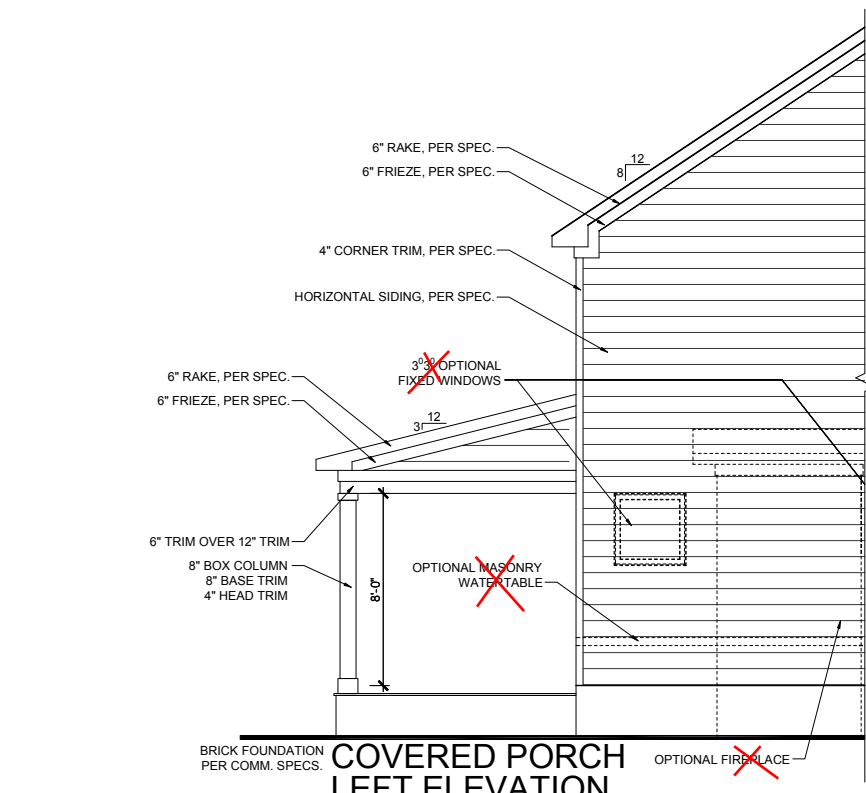 6" RAKE, PER SPEC.
12
8
6" FRIEZE, PER SPEC.
4" CORNER TRIM, PER SPEC.
HORIZONTAL SIDING, PER SPEC.
3⁰3⁰ OPTIONAL
FIXED WINDOWS
6" RAKE, PER SPEC.
6" FRIEZE, PER SPEC.
12
3
6" TRIM OVER 12" TRIM
8" BOX COLUMN
8" BASE TRIM
4" HEAD TRIM
8'-0"
OPTIONAL MASONRY
WATERTABLE
BRICK FOUNDATION
PER COMM. SPECS.
COVERED PORCH
LEFT ELEVATION
OPTIONAL FIREPLACE